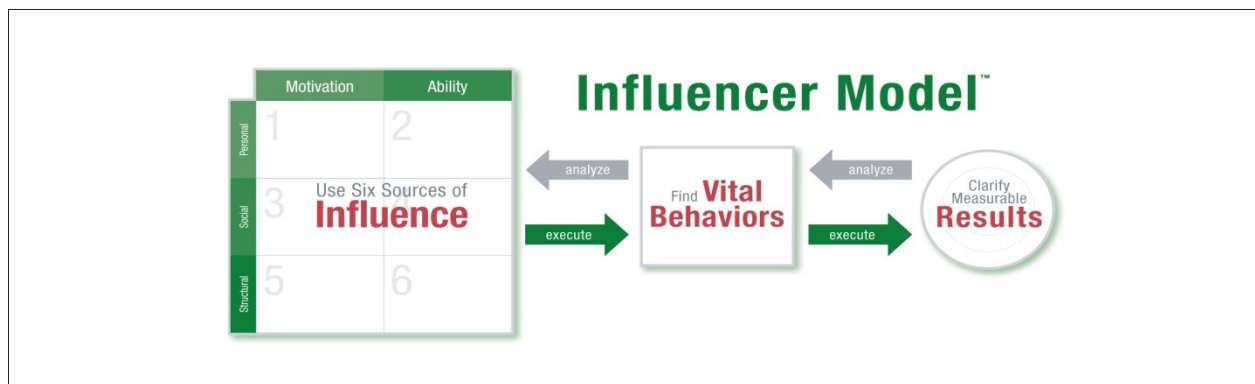 Influencer Model™
Motivation
Ability
Personal
1
2
Social
3
4
Use Six Sources of
Influence
Structural
5
6
analyze
execute
Find Vital
Behaviors
analyze
execute
Clarify
Measurable
Results